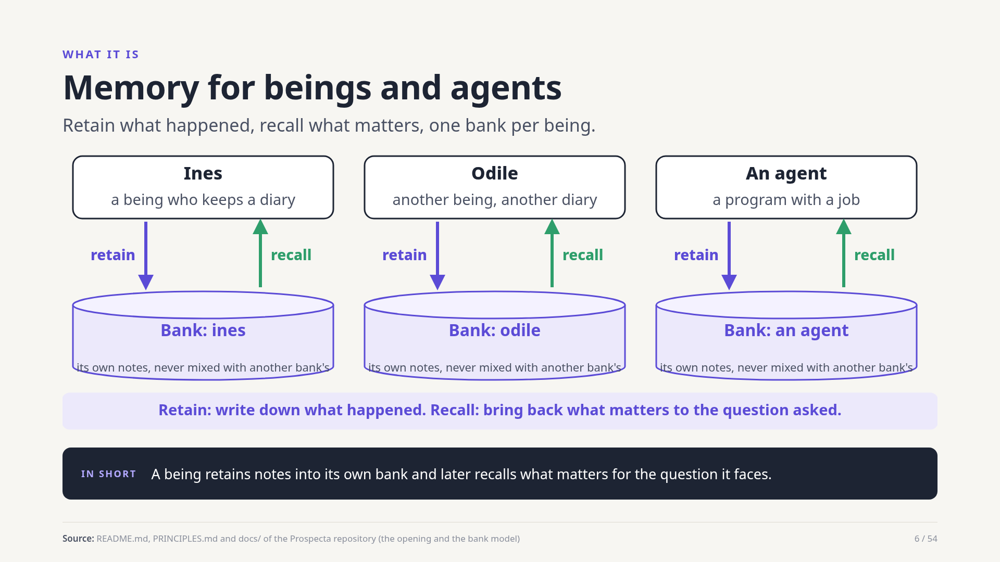 WHAT IT IS
Memory for beings and agents
Retain what happened, recall what matters, one bank per being.
Ines
a being who keeps a diary
Odile
another being, another diary
An agent
a program with a job
retain
recall
retain
recall
retain
recall
Bank: ines
its own notes, never mixed with another bank's
Bank: odile
its own notes, never mixed with another bank's
Bank: an agent
its own notes, never mixed with another bank's
Retain: write down what happened. Recall: bring back what matters to the question asked.
IN SHORT A being retains notes into its own bank and later recalls what matters for the question it faces.
Source: README.md, PRINCIPLES.md and docs/ of the Prospecta repository (the opening and the bank model)
6 / 54